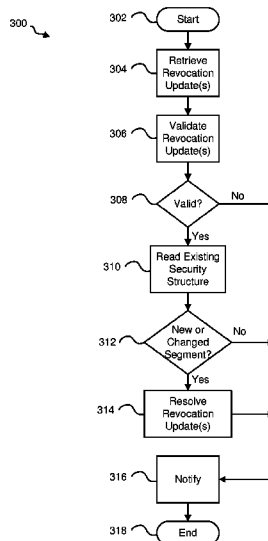 300
302
Start
304
Retrieve
Revocation
Update(s)
306
Validate
Revocation
Update(s)
308
Valid?
No
Yes
310
Read Existing
Security
Structure
312
New or
Changed
Segment?
No
Yes
314
Resolve
Revocation
Update(s)
316
Notify
318
End